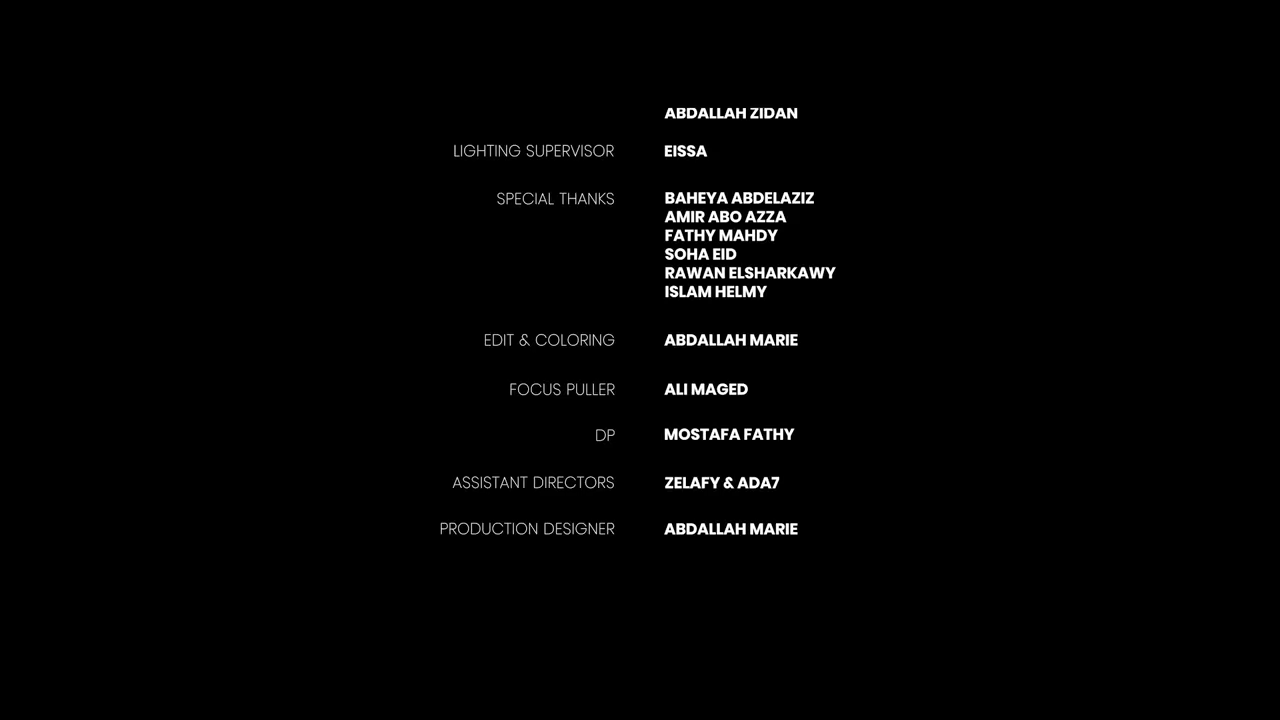 ABDALLAH ZIDAN
LIGHTING SUPERVISOR EISSA
SPECIAL THANKS BAHEYA ABDELAZIZ
AMIR ABO AZZA
FATHY MAHDY
SOHA EID
RAWAN ELSHARKAWY
ISLAM HELMY
EDIT & COLORING ABDALLAH MARIE
FOCUS PULLER ALI MAGED
DP MOSTAFA FATHY
ASSISTANT DIRECTORS ZELAFY & ADA7
PRODUCTION DESIGNER ABDALLAH MARIE